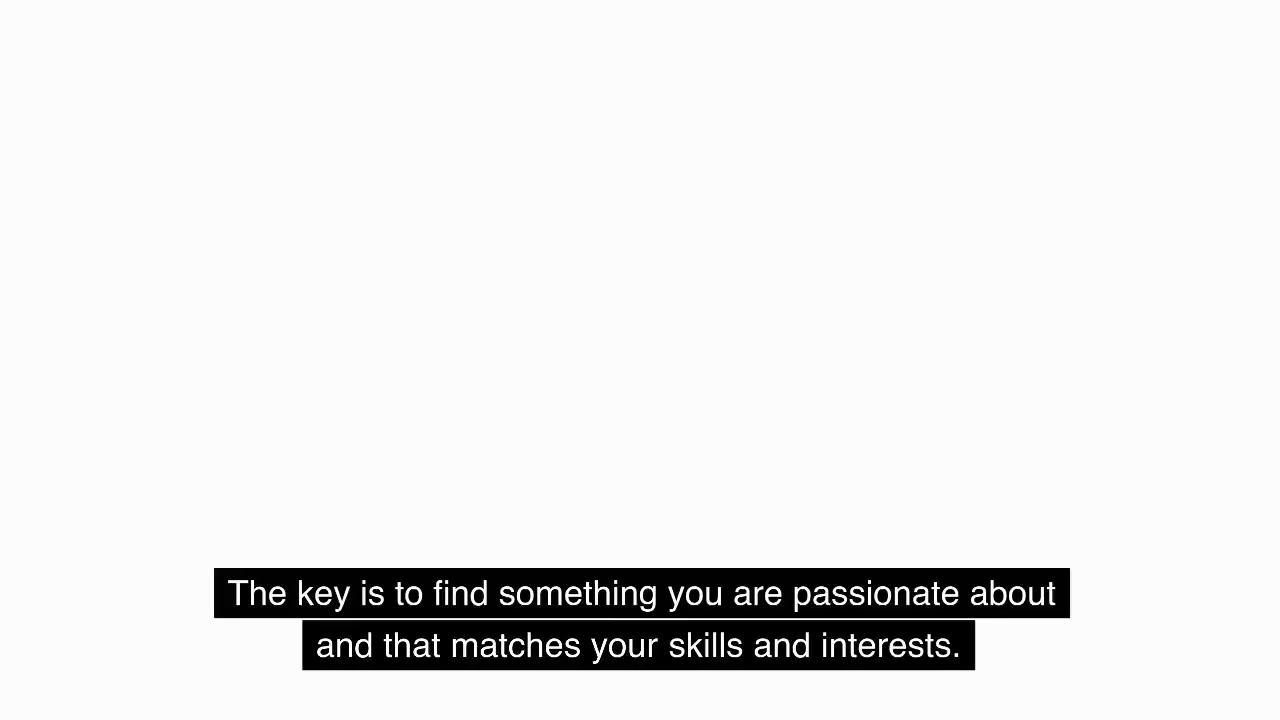 The key is to find something you are passionate about
and that matches your skills and interests.